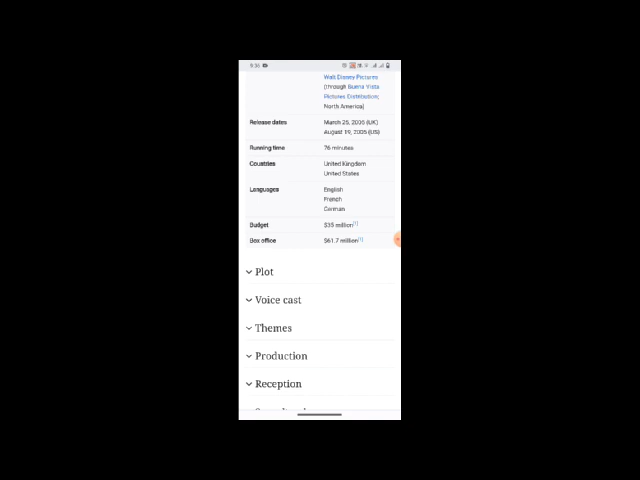 9:36
Walt Disney Pictures
(through Buena Vista
Pictures Distribution;
North America)
Release dates
March 25, 2005 (UK)
August 19, 2005 (US)
Running time
76 minutes
Countries
United Kingdom
United States
Languages
English
French
German
Budget
$35 million[1]
Box office
$61.7 million[1]
Plot
Voice cast
Themes
Production
Reception